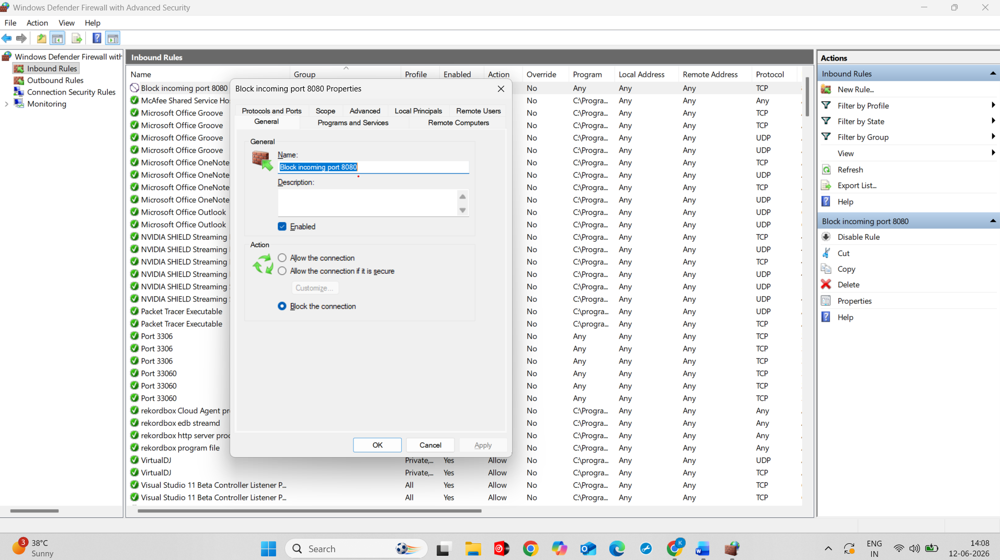 Windows Defender Firewall with Advanced Security
File Action View Help
Windows Defender Firewall with
Inbound Rules
Outbound Rules
Connection Security Rules
Monitoring
Inbound Rules
Name Group Profile Enabled Action Override Program Local Address Remote Address Protocol
Block incoming port 8080 No Any Any Any TCP
McAfee Shared Service Ho No C:\Progra... Any Any Any
Microsoft Office Groove No C:\Progra... Any Any TCP
Microsoft Office Groove No C:\Progra... Any Any TCP
Microsoft Office Groove No C:\Progra... Any Any UDP
Microsoft Office Groove No C:\Progra... Any Any UDP
Microsoft Office OneNote No C:\Progra... Any Any TCP
Microsoft Office OneNote No C:\Progra... Any Any UDP
Microsoft Office OneNote No C:\Progra... Any Any TCP
Microsoft Office OneNote No C:\Progra... Any Any UDP
Microsoft Office Outlook No C:\Progra... Any Any UDP
Microsoft Office Outlook No C:\Progra... Any Any UDP
NVIDIA SHIELD Streaming No C:\Progra... Any Any TCP
NVIDIA SHIELD Streaming No C:\Progra... Any Any UDP
NVIDIA SHIELD Streaming No C:\Progra... Any Any TCP
NVIDIA SHIELD Streaming No C:\Progra... Any Any UDP
NVIDIA SHIELD Streaming No C:\Progra... Any Any UDP
NVIDIA SHIELD Streaming No C:\Progra... Any Any UDP
Packet Tracer Executable No C:\progra... Any Any UDP
Packet Tracer Executable No C:\progra... Any Any TCP
Port 3306 No Any Any Any TCP
Port 3306 No Any Any Any TCP
Port 3306 No Any Any Any TCP
Port 33060 No Any Any Any TCP
Port 33060 No Any Any Any TCP
Port 33060 No Any Any Any TCP
rekordbox Cloud Agent pr No C:\Progra... Any Any Any
rekordbox edb streamd No C:\Progra... Any Any Any
rekordbox http server proc No C:\Progra... Any Any Any
rekordbox program file No C:\Progra... Any Any Any
VirtualDJ Private,... Yes Allow No C:\progra... Any Any UDP
VirtualDJ Private,... Yes Allow No C:\progra... Any Any TCP
Visual Studio 11 Beta Controller Listener P... All Yes Allow No C:\Progra... Any Any TCP
Visual Studio 11 Beta Controller Listener P... All Yes Allow No C:\Progra... Any Any TCP
Block incoming port 8080 Properties
Protocols and Ports Scope Advanced Local Principals Remote Users
General Programs and Services Remote Computers
General
Name:
Block incoming port 8080
Description:
Enabled
Action
Allow the connection
Allow the connection if it is secure
Customize...
Block the connection
OK Cancel Apply
Actions
Inbound Rules
New Rule...
Filter by Profile
Filter by State
Filter by Group
View
Refresh
Export List...
Help
Block incoming port 8080
Disable Rule
Cut
Copy
Delete
Properties
Help
3
38°C
Sunny
Search
K
ENG
IN
14:08
12-06-2026